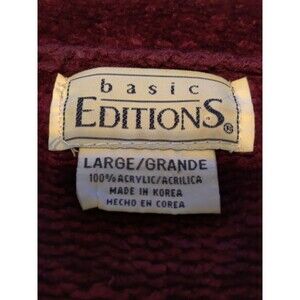 basic
EDITIONS®
LARGE/GRANDE
100% ACRYLIC/ACRILICA
MADE IN KOREA
HECHO EN COREA